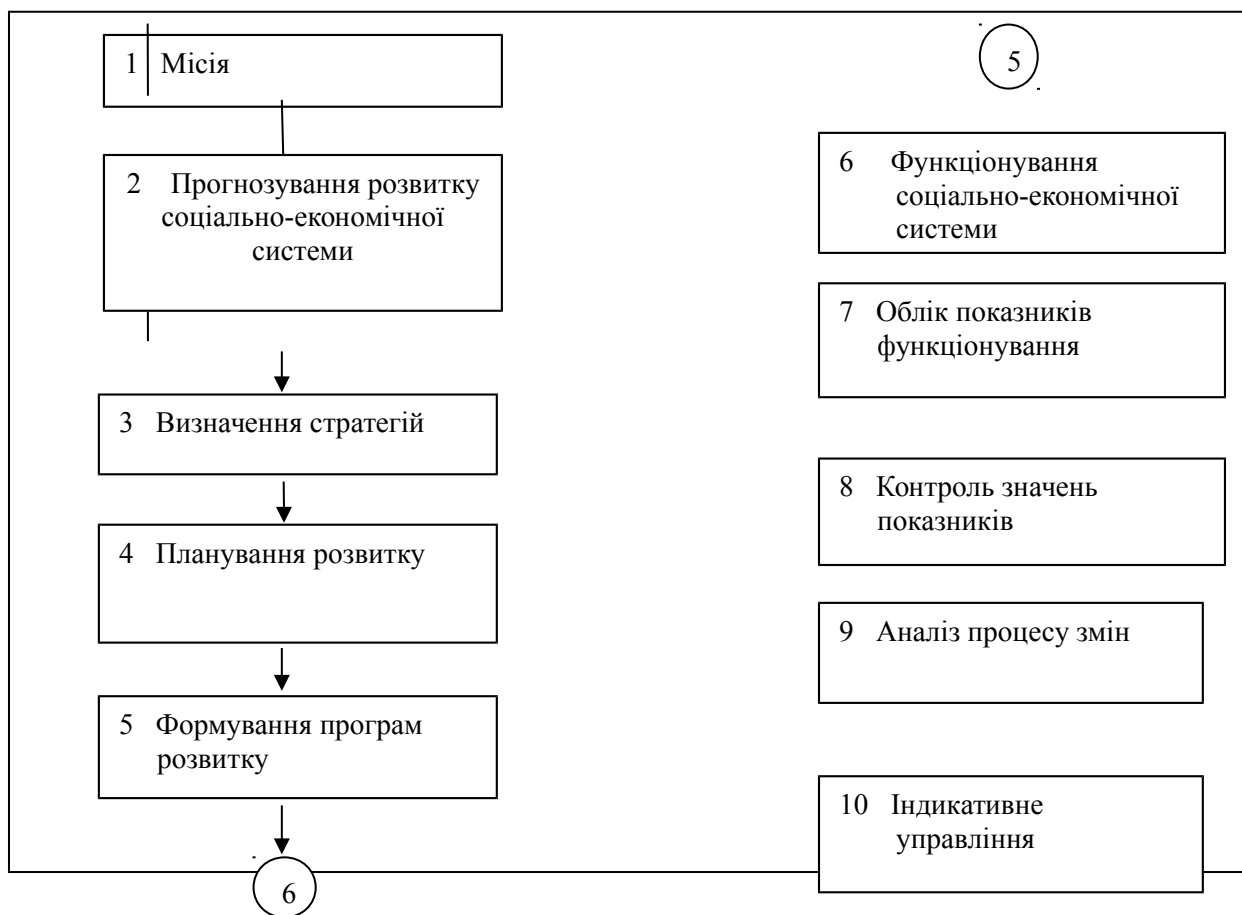 1 Місія
2 Прогнозування розвитку
соціально-економічної
системи
3 Визначення стратегій
4 Планування розвитку
5 Формування програм
розвитку
6
5
6 Функціонування
соціально-економічної
системи
7 Облік показників
функціонування
8 Контроль значень
показників
9 Аналіз процесу змін
10 Індикативне
управління